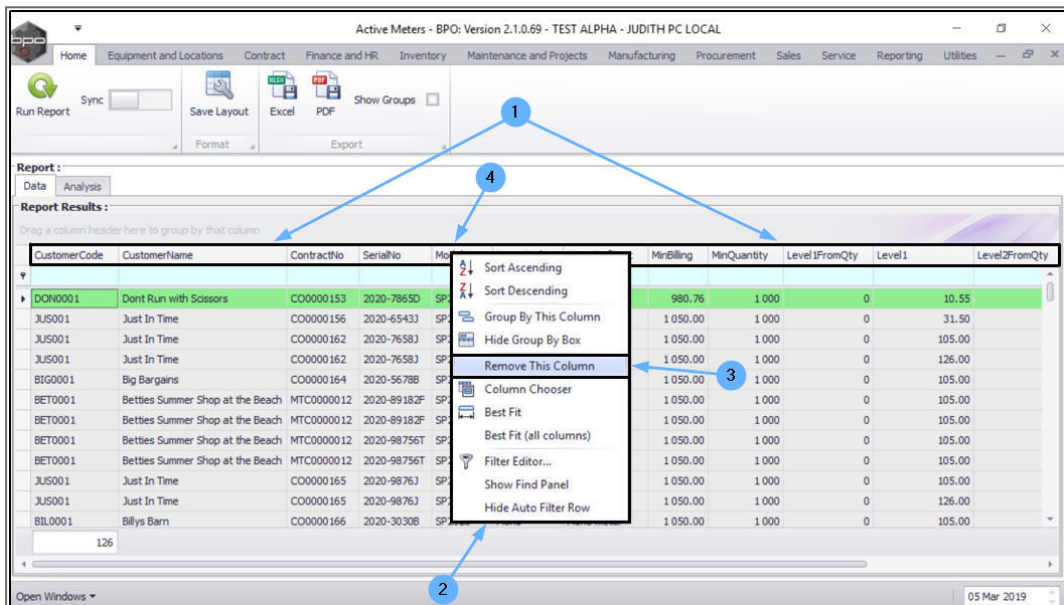 Active Meters - BPO: Version 2.1.0.69 - TEST ALPHA - JUDITH PC LOCAL
bpo
Home Equipment and Locations Contract Finance and HR Inventory Maintenance and Projects Manufacturing Procurement Sales Service Reporting Utilities
Run Report Sync Save Layout Excel PDF Show Groups
Format Export
1
Report :
4
Data Analysis
Report Results :
Drag a column header here to group by that column
CustomerCode CustomerName ContractNo SerialNo MinBilling MinQuantity Level1FromQty Level1 Level2FromQty
DON0001 Dont Run with Scissors CO0000153 2020-7865D 980.76 1 000 0 10.55
JUS001 Just In Time CO0000156 2020-6543J 1 050.00 1 000 0 31.50
JUS001 Just In Time CO0000162 2020-7658J 1 050.00 1 000 0 105.00
JUS001 Just In Time CO0000162 2020-7658J 1 050.00 1 000 0 126.00
BIG0001 Big Bargains CO0000164 2020-5678B 1 050.00 1 000 0 105.00
BET0001 Betties Summer Shop at the Beach MTC0000012 2020-89182F 1 050.00 1 000 0 105.00
BET0001 Betties Summer Shop at the Beach MTC0000012 2020-89182F 1 050.00 1 000 0 105.00
BET0001 Betties Summer Shop at the Beach MTC0000012 2020-98756T 1 050.00 1 000 0 105.00
BET0001 Betties Summer Shop at the Beach MTC0000012 2020-98756T 1 050.00 1 000 0 105.00
JUS001 Just In Time CO0000165 2020-9876J 1 050.00 1 000 0 105.00
JUS001 Just In Time CO0000165 2020-9876J 1 050.00 1 000 0 126.00
BIL0001 Billys Barn CO0000166 2020-3030B 1 050.00 1 000 0 105.00
126
Sort Ascending
Sort Descending
Group By This Column
Hide Group By Box
Remove This Column
3
Column Chooser
Best Fit
Best Fit (all columns)
Filter Editor...
Show Find Panel
Hide Auto Filter Row
2
Open Windows 05 Mar 2019